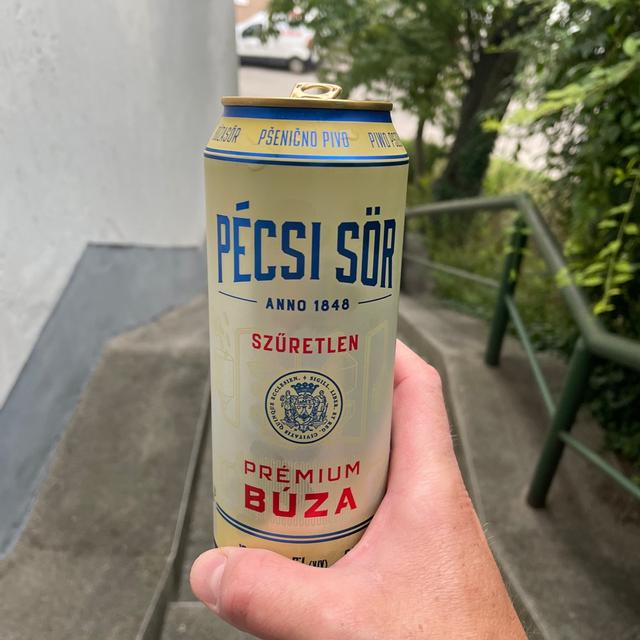 PŠENIČNO PIVO
PÉCSI SÖR
ANNO 1848
SZŰRETLEN
PRÉMIUM
BÚZA